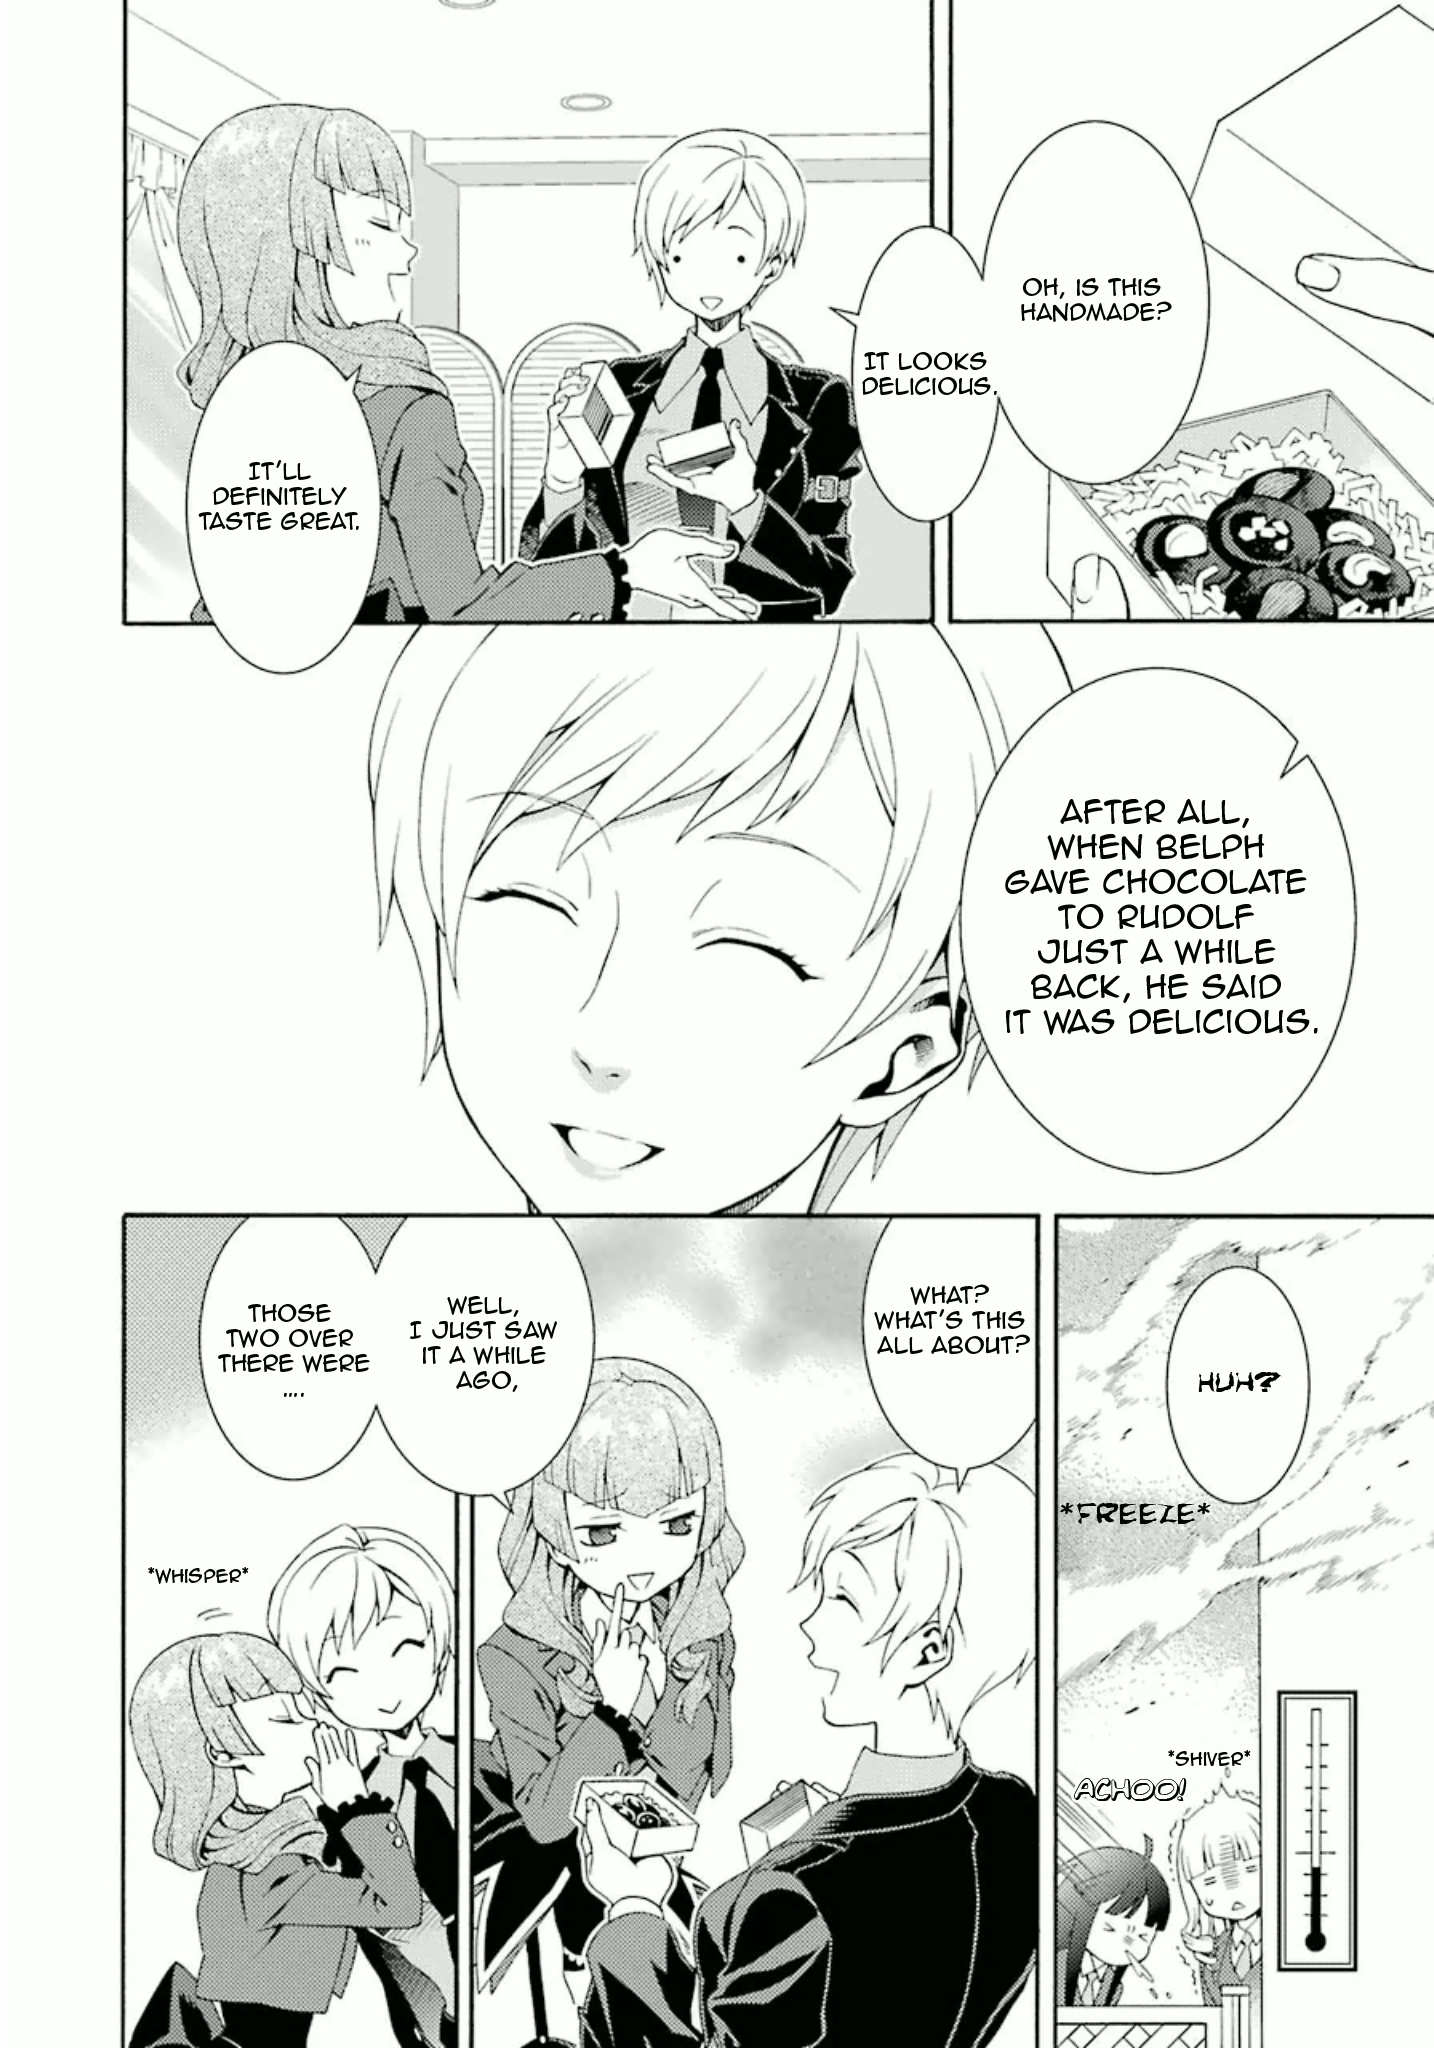 OH, IS THIS
HANDMADE?
IT LOOKS
DELICIOUS.
IT'LL
DEFINITELY
TASTE GREAT.
AFTER ALL,
WHEN BELPH
GAVE CHOCOLATE
TO RUDOLF
JUST A WHILE
BACK, HE SAID
IT WAS DELICIOUS.
HUH?
*FREEZE*
*SHIVER*
ACHOO!
WHAT?
WHAT'S THIS
ALL ABOUT?
WELL,
I JUST SAW
IT A WHILE
AGO,
THOSE
TWO OVER
THERE WERE
....
*WHISPER*